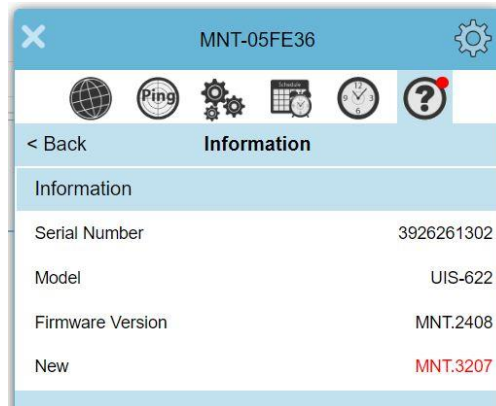 MNT-05FE36
Ping
Schedule
< Back Information
Information
Serial Number 3926261302
Model UIS-622
Firmware Version MNT.2408
New MNT.3207